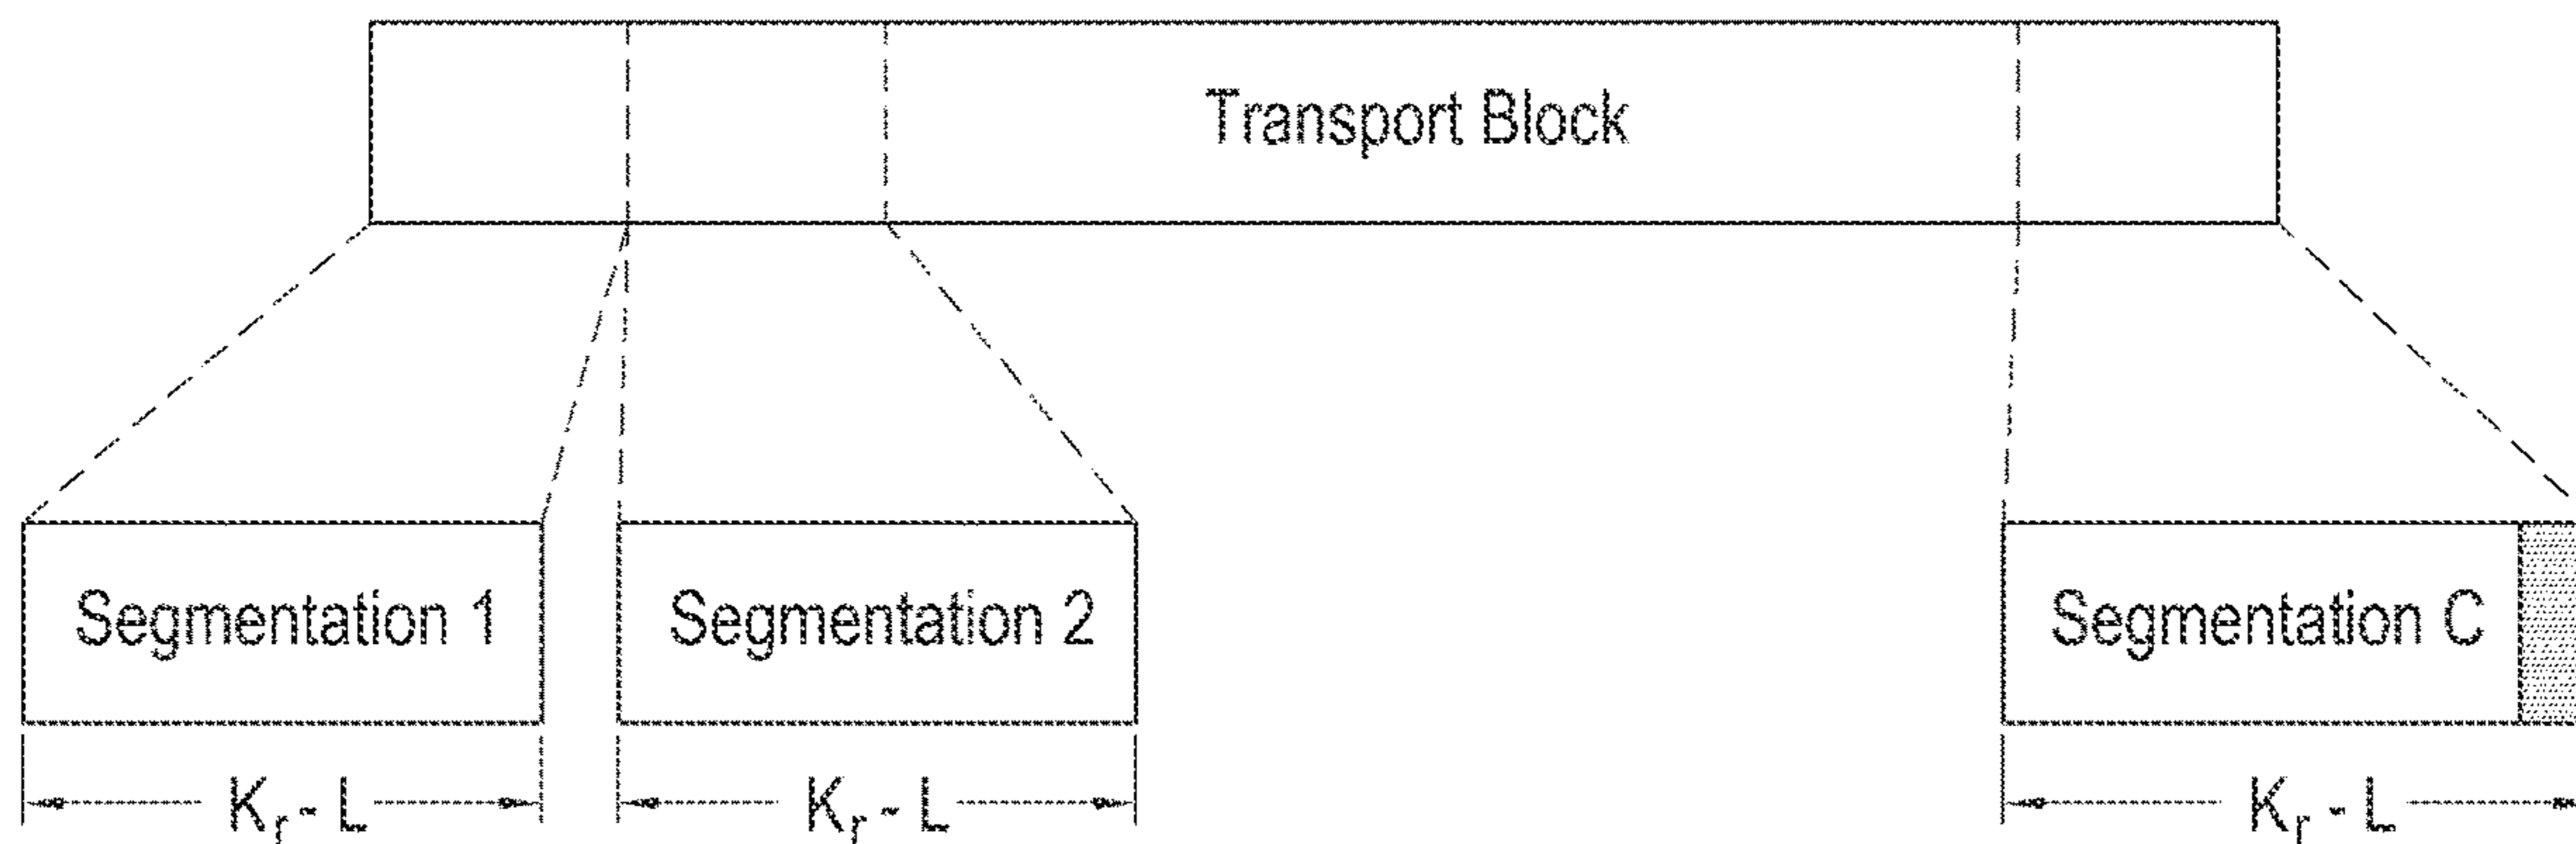 Transport Block
Segmentation 1
Segmentation 2
Segmentation C
Kr - L
Kr - L
Kr - L